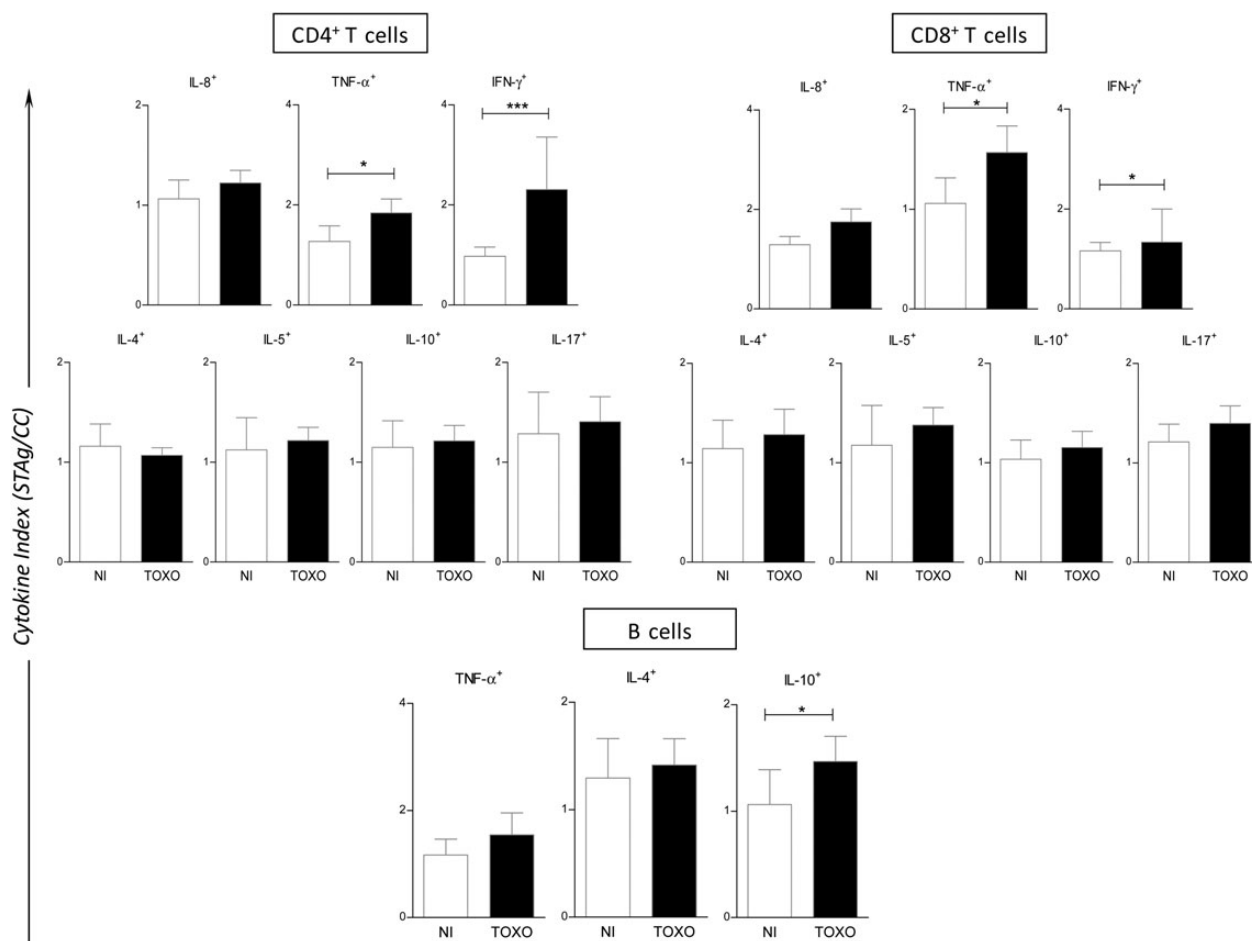 CD4⁺ T cells
CD8⁺ T cells
IL-8⁺ TNF-α⁺ IFN-γ⁺
IL-8⁺ TNF-α⁺ IFN-γ⁺
2 4 4
4 2 4
***
*
*
*
1 2 2
2 1 2
0 0 0
0 0 0
IL-4⁺ IL-5⁺ IL-10⁺ IL-17⁺
IL-4⁺ IL-5⁺ IL-10⁺ IL-17⁺
2 2 2 2
2 2 2 2
1 1 1 1
1 1 1 1
0 0 0 0
0 0 0 0
NI TOXO NI TOXO NI TOXO NI TOXO
NI TOXO NI TOXO NI TOXO NI TOXO
Cytokine Index (STAg/CC)
B cells
TNF-α⁺ IL-4⁺ IL-10⁺
4 2 2
*
2 1 1
0 0 0
NI TOXO NI TOXO NI TOXO